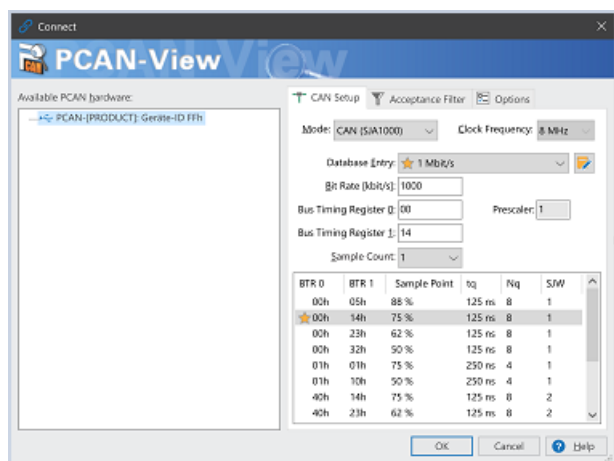 Connect
PCAN-View
Available PCAN hardware:
PCAN-[PRODUCT]: Geräte-ID FFh
CAN Setup Acceptance Filter Options
Mode: CAN (SJA1000) Clock Frequency: 8 MHz
Database Entry: 1 Mbit/s
Bit Rate [kbit/s]: 1000
Bus Timing Register 0: 00 Prescaler: 1
Bus Timing Register 1: 14
Sample Count: 1
BTR 0 BTR 1 Sample Point tq Nq SJW
00h 05h 88 % 125 ns 8 1
00h 14h 75 % 125 ns 8 1
00h 23h 62 % 125 ns 8 1
00h 32h 50 % 125 ns 8 1
01h 01h 75 % 250 ns 4 1
01h 10h 50 % 250 ns 4 1
40h 14h 75 % 125 ns 8 2
40h 23h 62 % 125 ns 8 2
OK Cancel Help